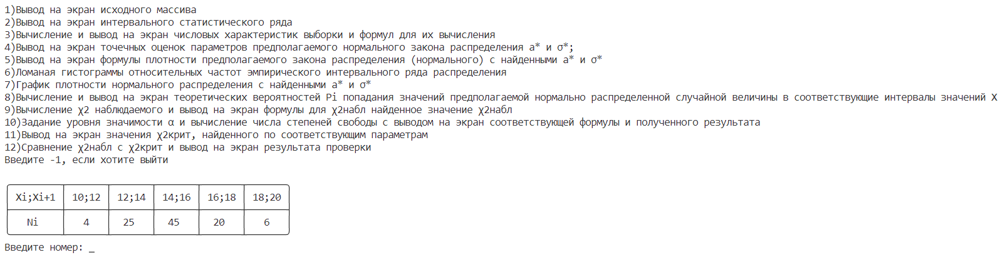 1)Вывод на экран исходного массива
2)Вывод на экран интервального статистического ряда
3)Вычисление и вывод на экран числовых характеристик выборки и формул для их вычисления
4)Вывод на экран точечных оценок параметров предполагаемого нормального закона распределения a* и σ*;
5)Вывод на экран формулы плотности предполагаемого закона распределения (нормального) с найденными a* и σ*
6)Ломаная гистограммы относительных частот эмпирического интервального ряда распределения
7)График плотности нормального распределения с найденными a* и σ*
8)Вычисление и вывод на экран теоретических вероятностей Pi попадания значений предполагаемой нормально распределенной случайной величины в соответствующие интервалы значений X
9)Вычисление χ2 наблюдаемого и вывод на экран формулы для χ2набл найденное значение χ2набл
10)Задание уровня значимости α и вычисление числа степеней свободы с выводом на экран соответствующей формулы и полученного результата
11)Вывод на экран значения χ2крит, найденного по соответствующим параметрам
12)Сравнение χ2набл с χ2крит и вывод на экран результата проверки
Введите -1, если хотите выйти
Xi;Xi+1 10;12 12;14 14;16 16;18 18;20
Ni 4 25 45 20 6
Введите номер: _